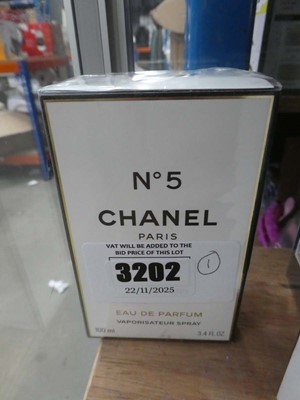 N°5
CHANEL
PARIS
VAT WILL BE ADDED TO THE
BID PRICE OF THIS LOT
3202
1
22/11/2025
EAU DE PARFUM
VAPORISATEUR SPRAY
100 ml 3.4 FL. OZ.